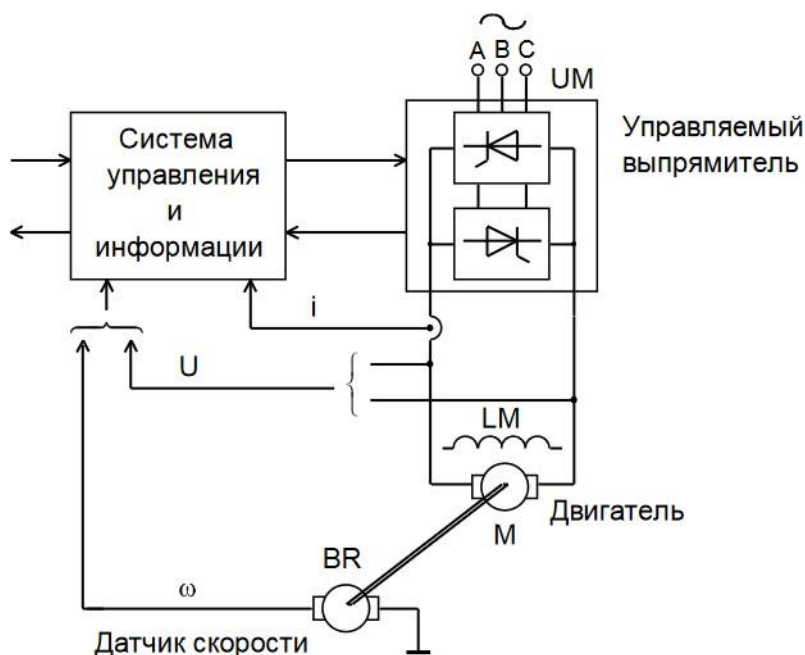 A B C
UM
Система
управления
и
информации
Управляемый
выпрямитель
i
U
LM
Двигатель
M
BR
ω
Датчик скорости